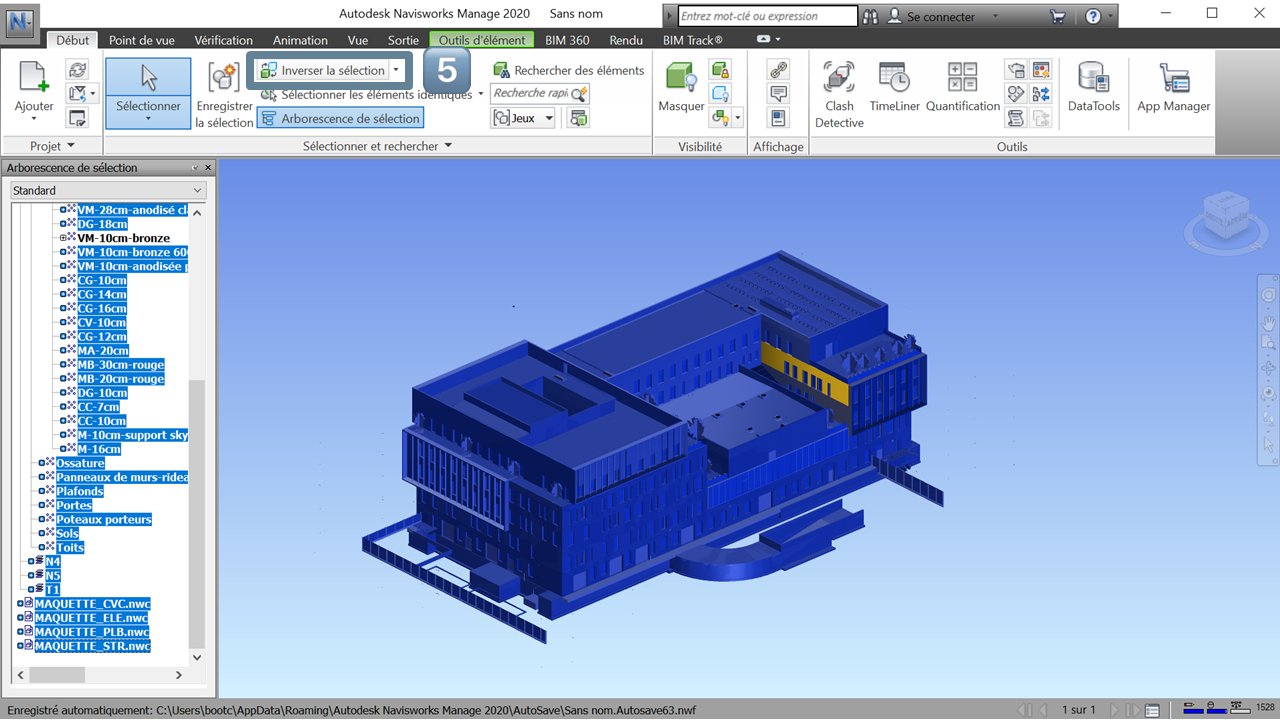 Autodesk Navisworks Manage 2020 Sans nom
Entrez mot-clé ou expression
Se connecter
Début Point de vue Vérification Animation Vue Sortie Outils d'élément BIM 360 Rendu BIM Track®
Ajouter
Projet
Sélectionner
Enregistrer
la sélection
Inverser la sélection
5
Sélectionner les éléments identiques
Arborescence de sélection
Rechercher des éléments
Recherche rapi
Jeux
Sélectionner et rechercher
Masquer
Visibilité
Affichage
Clash
Detective
TimeLiner
Quantification
DataTools
App Manager
Outils
Arborescence de sélection
Standard
VM-28cm-anodisé cl
DG-18cm
VM-10cm-bronze
VM-10cm-bronze 60
VM-10cm-anodisée p
CG-10cm
CG-14cm
CG-16cm
CV-10cm
CG-12cm
MA-20cm
MB-30cm-rouge
MB-20cm-rouge
DG-10cm
CC-7cm
CC-10cm
M-10cm-support sky
M-16cm
Ossature
Panneaux de murs-ridea
Plafonds
Portes
Poteaux porteurs
Sols
Toits
N4
N5
T1
MAQUETTE_CVC.nwc
MAQUETTE_ELE.nwc
MAQUETTE_PLB.nwc
MAQUETTE_STR.nwc
Enregistré automatiquement: C:\Users\bootc\AppData\Roaming\Autodesk Navisworks Manage 2020\AutoSave\Sans nom.Autosave63.nwf
1 sur 1
1528